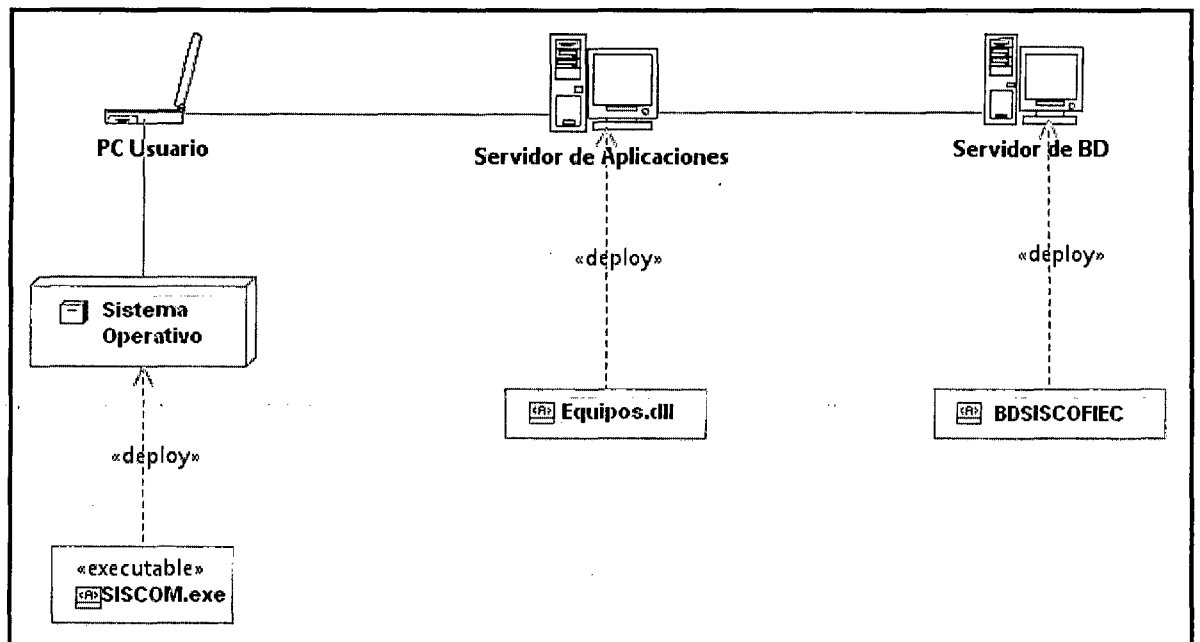 PC Usuario
Servidor de Aplicaciones
Servidor de BD
«deploy»
«deploy»
Sistema
Operativo
Equipos.dll
BDSISCOFIEC
«deploy»
«executable»
SISCOM.exe